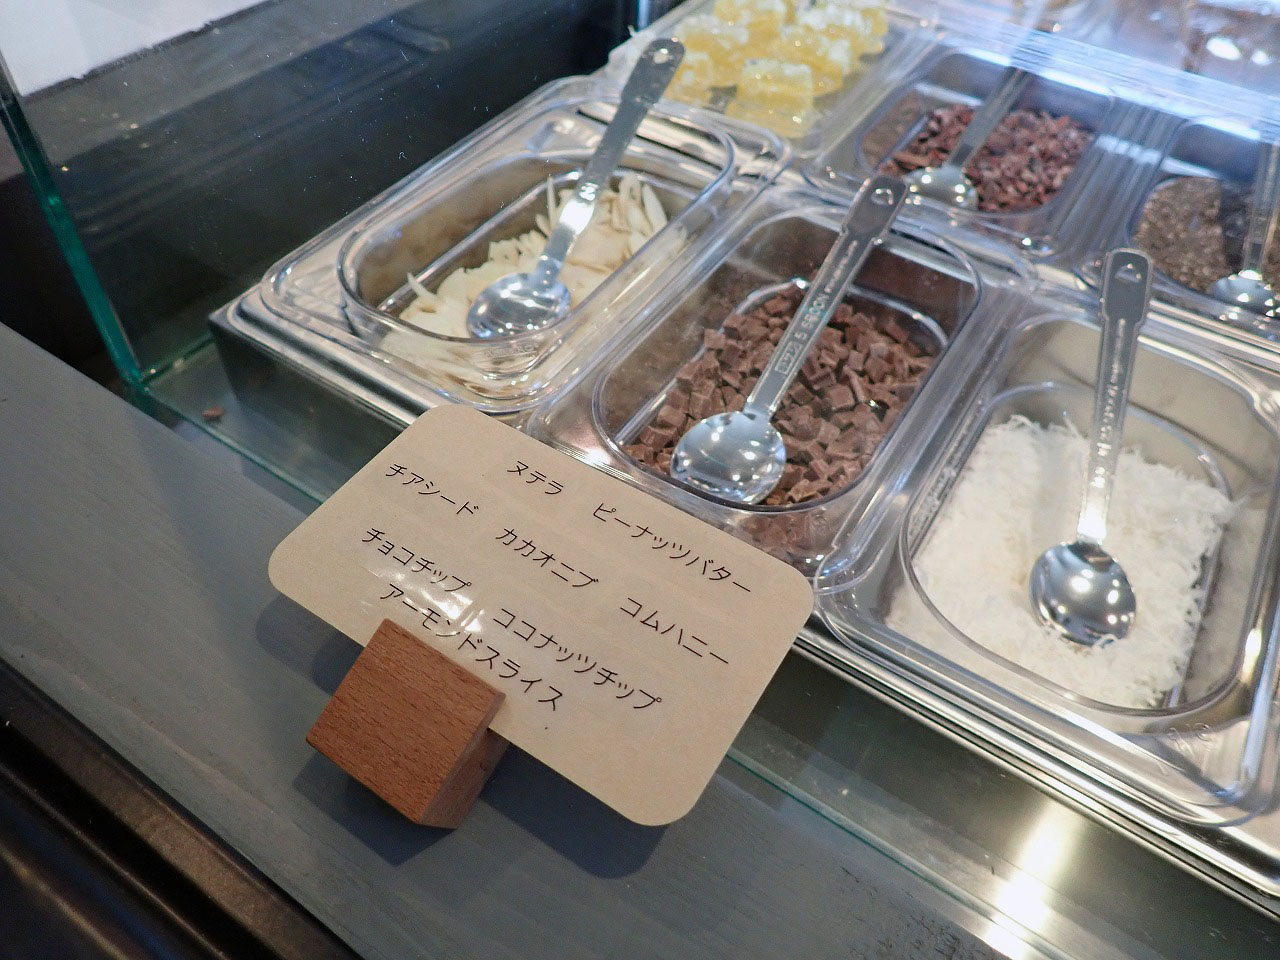 ヌテラ ピーナッツバター
チアシード カカオニブ コムハニー
チョコチップ ココナッツチップ
アーモンドスライス